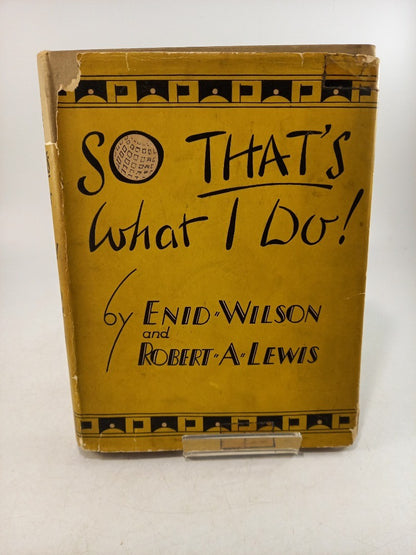 SO THAT'S
What I Do!
by ENID WILSON
and
ROBERT A LEWIS